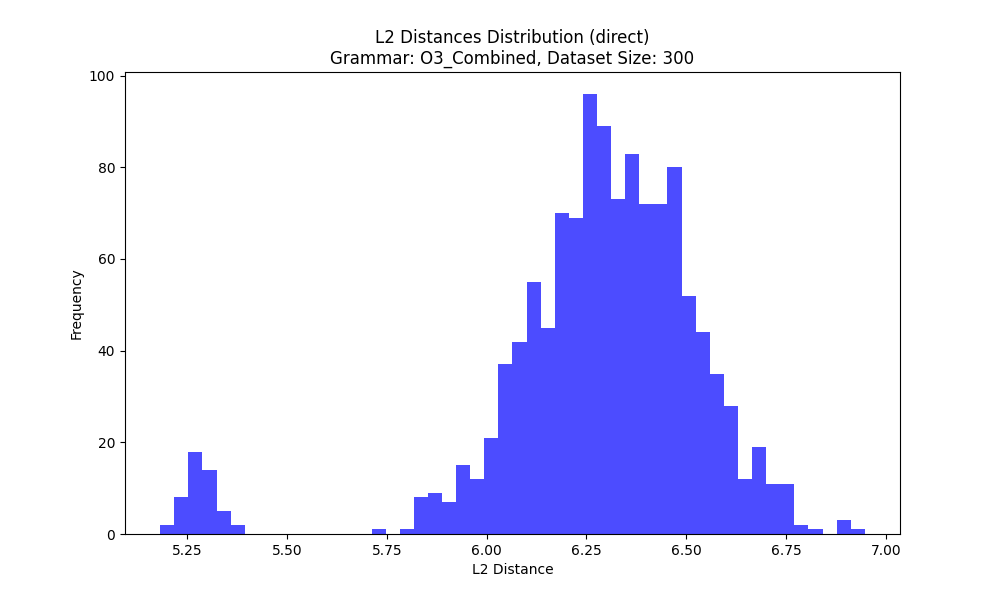 L2 Distances Distribution (direct)
Grammar: O3_Combined, Dataset Size: 300
100
80
60
40
20
0
Frequency
5.25 5.50 5.75 6.00 6.25 6.50 6.75 7.00
L2 Distance